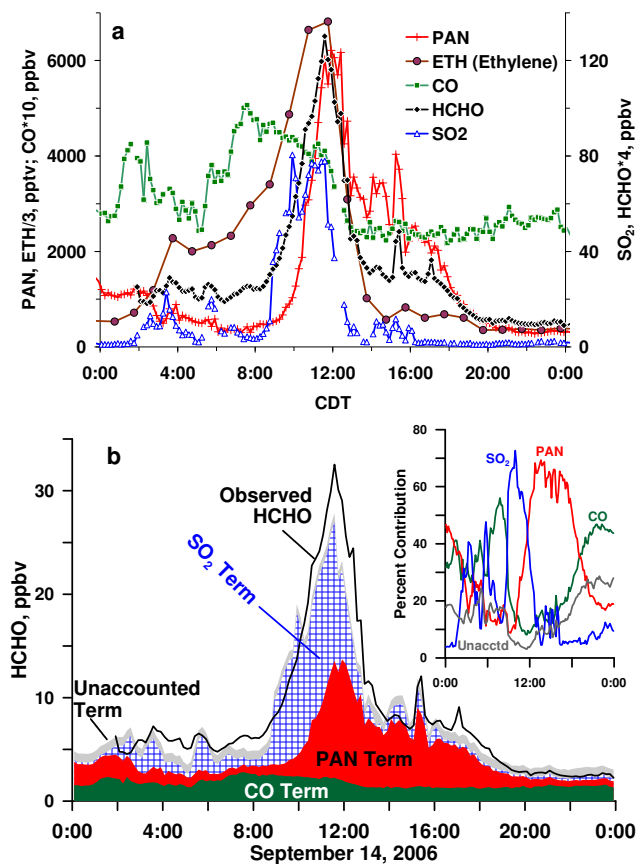 a
PAN
ETH (Ethylene)
CO
HCHO
SO2
PAN, ETH/3, pptv; CO*10, ppbv
6000
4000
2000
0
SO₂, HCHO*4, ppbv
120
80
40
0
0:00 4:00 8:00 12:00 16:00 20:00 0:00
CDT
b
HCHO, ppbv
30
20
10
0
Observed
HCHO
SO₂ Term
Unaccounted
Term
PAN Term
CO Term
0:00 4:00 8:00 12:00 16:00 20:00 0:00
September 14, 2006
Percent Contribution
80
60
40
20
0
SO₂
PAN
CO
Unacctd
0:00 12:00 0:00